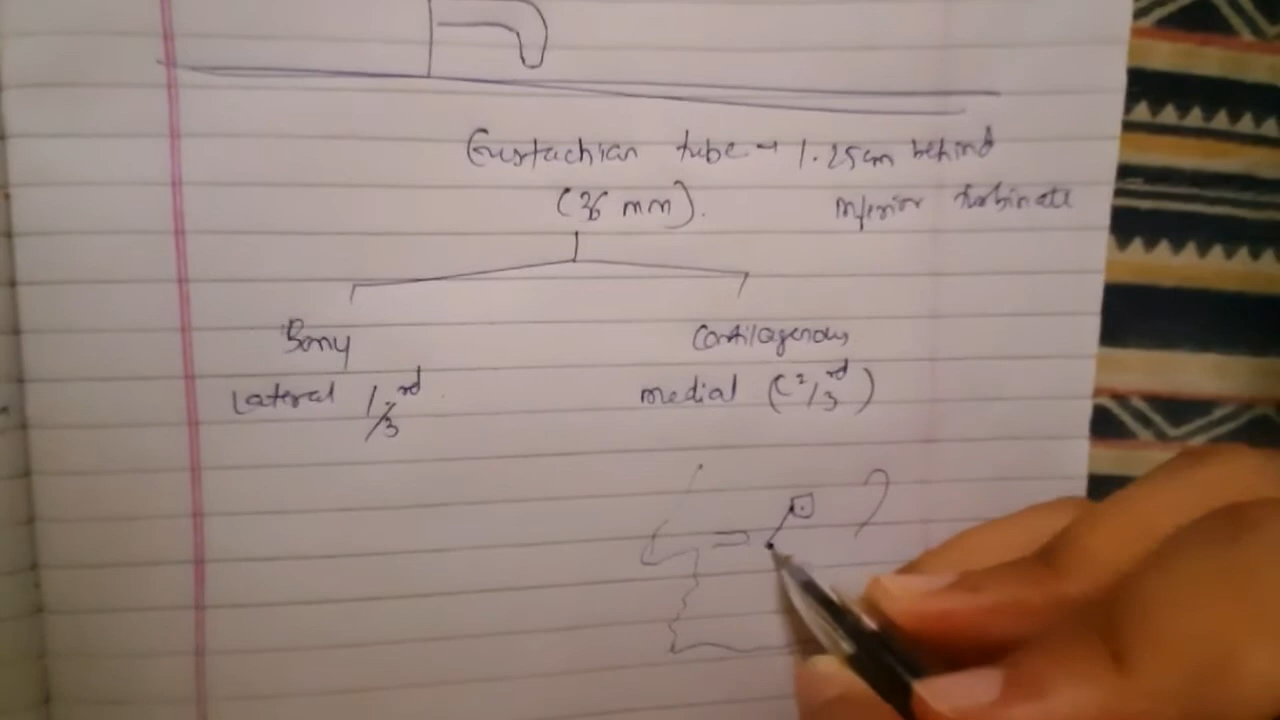 Eustachian tube → 1.25cm behind
(36 mm). Inferior turbinate
Bony Cartilagenous
Lateral 1/3rd medial (2/3rd)